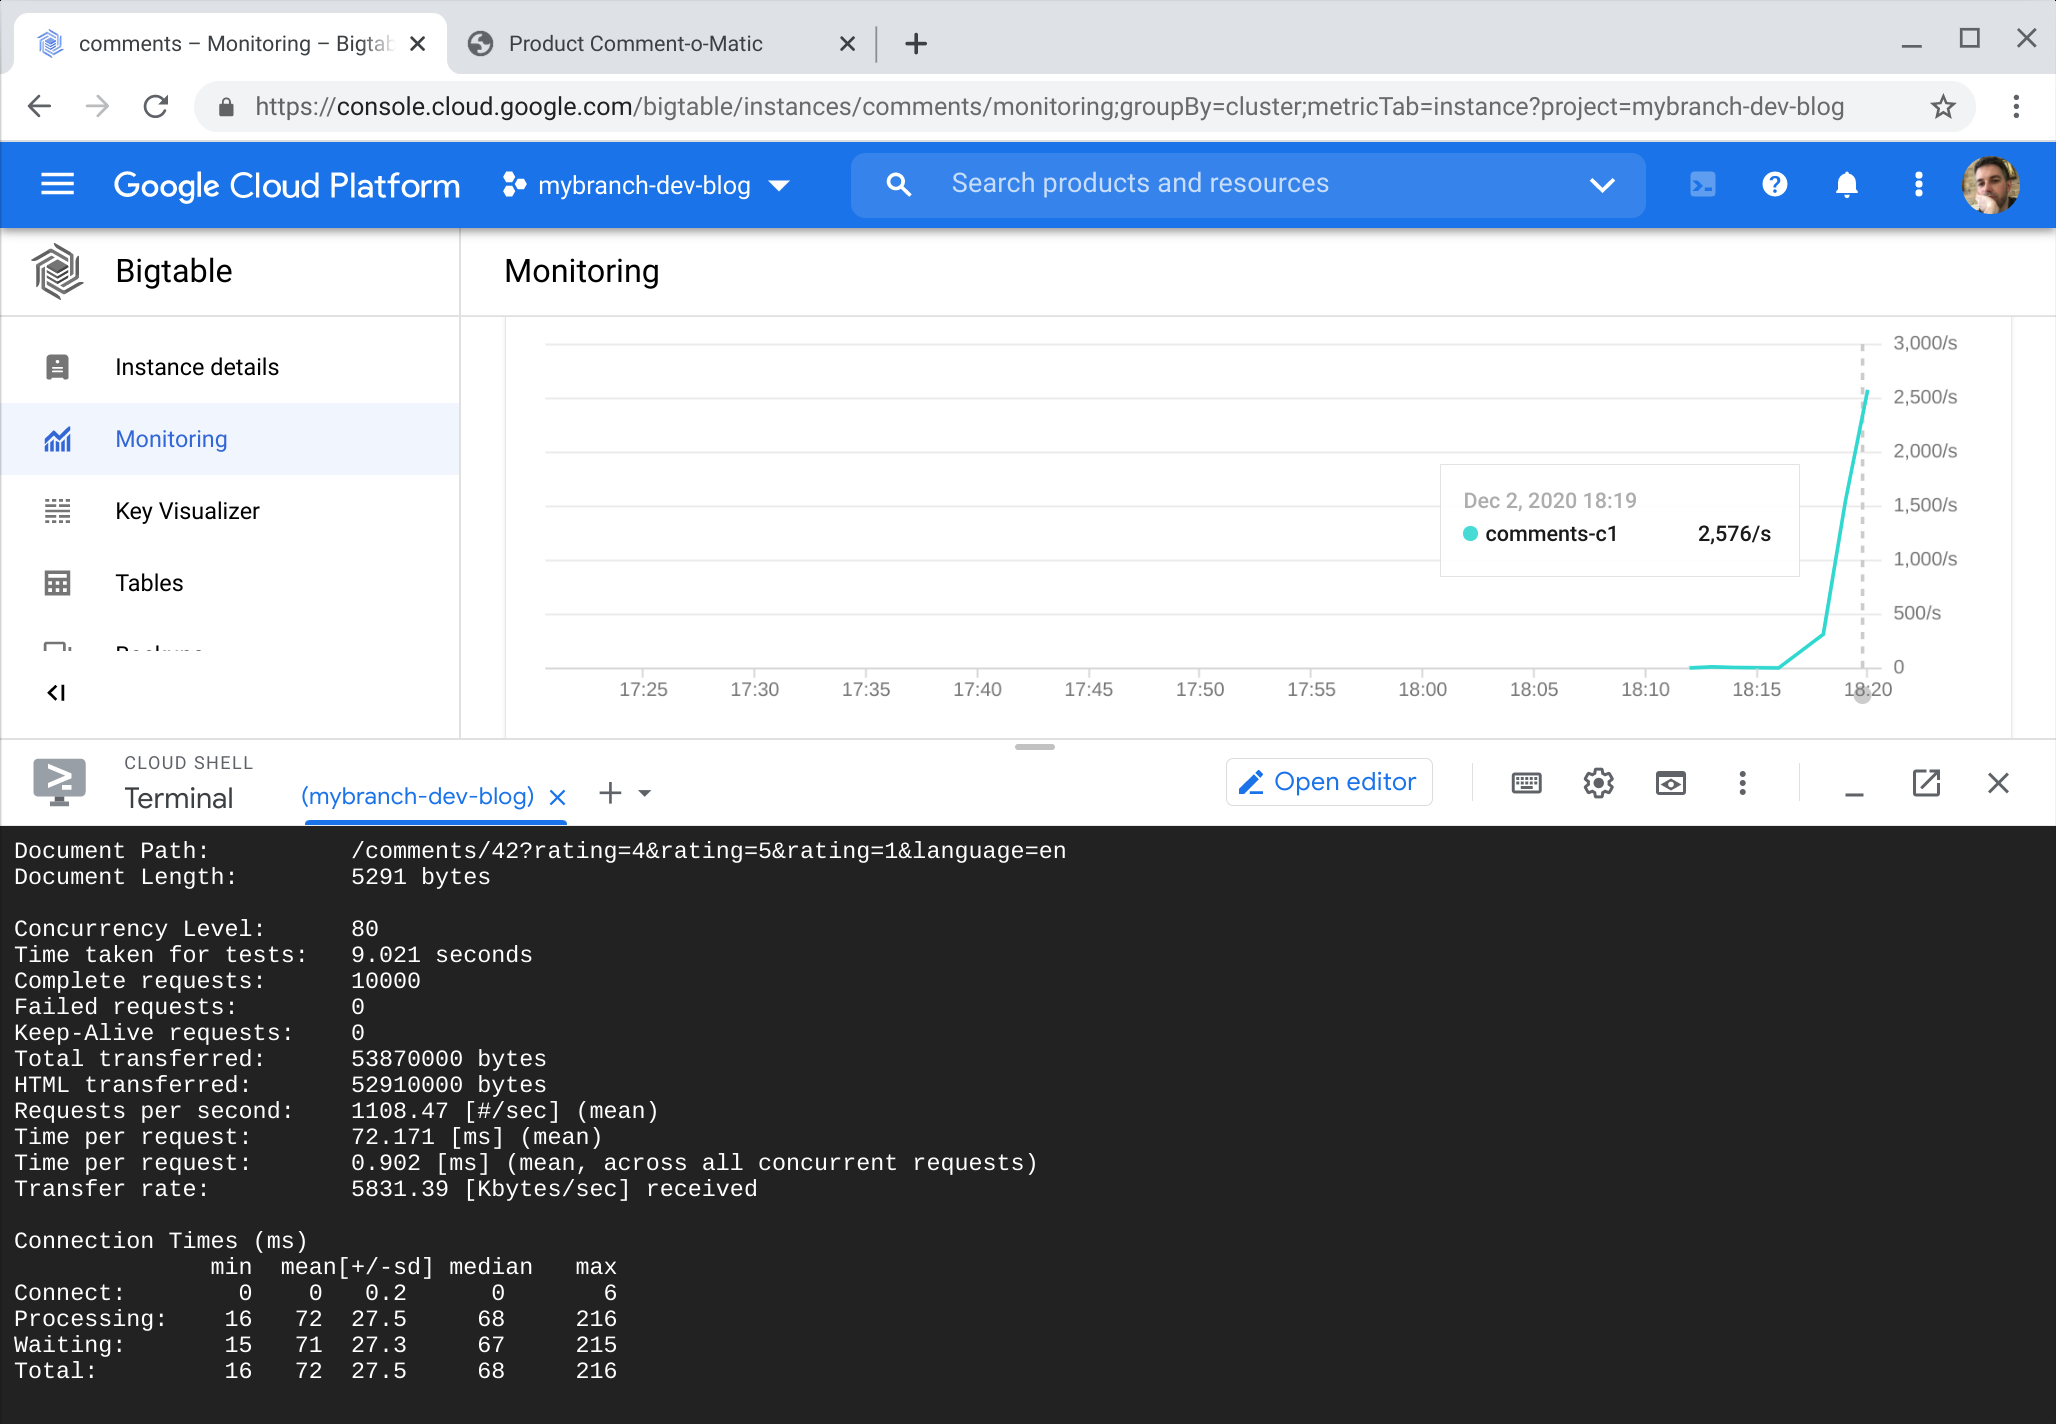 comments – Monitoring – Bigtab
Product Comment-o-Matic
https://console.cloud.google.com/bigtable/instances/comments/monitoring;groupBy=cluster;metricTab=instance?project=mybranch-dev-blog
Google Cloud Platform
mybranch-dev-blog
Search products and resources
Bigtable
Monitoring
Instance details
Monitoring
Key Visualizer
Tables
Backups
3,000/s
2,500/s
2,000/s
1,500/s
1,000/s
500/s
0
Dec 2, 2020 18:19
comments-c1 2,576/s
17:25 17:30 17:35 17:40 17:45 17:50 17:55 18:00 18:05 18:10 18:15 18:20
CLOUD SHELL
Terminal
(mybranch-dev-blog)
Open editor
Document Path: /comments/42?rating=4&rating=5&rating=1&language=en
Document Length: 5291 bytes
Concurrency Level: 80
Time taken for tests: 9.021 seconds
Complete requests: 10000
Failed requests: 0
Keep-Alive requests: 0
Total transferred: 53870000 bytes
HTML transferred: 52910000 bytes
Requests per second: 1108.47 [#/sec] (mean)
Time per request: 72.171 [ms] (mean)
Time per request: 0.902 [ms] (mean, across all concurrent requests)
Transfer rate: 5831.39 [Kbytes/sec] received
Connection Times (ms)
min mean[+/-sd] median max
Connect: 0 0 0.2 0 6
Processing: 16 72 27.5 68 216
Waiting: 15 71 27.3 67 215
Total: 16 72 27.5 68 216